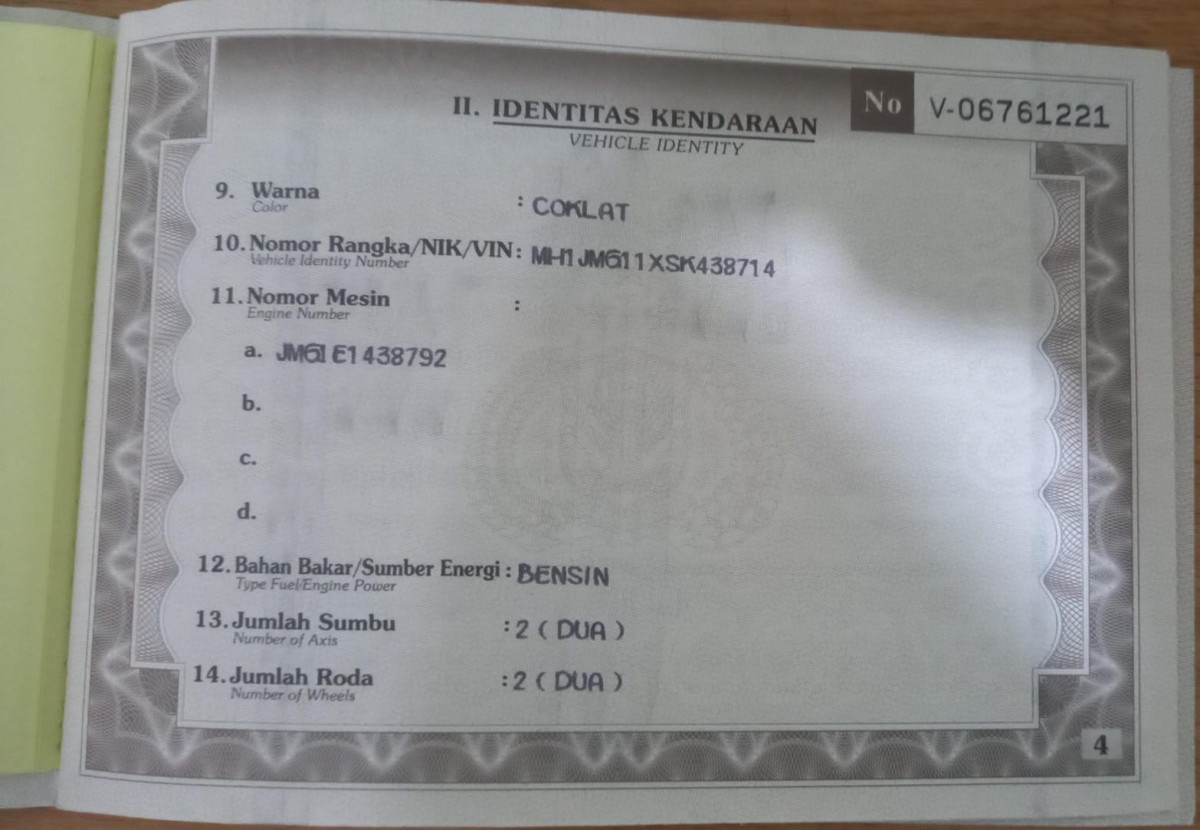 II. IDENTITAS KENDARAAN
VEHICLE IDENTITY
No V-06761221
9. Warna : COKLAT
Color
10. Nomor Rangka/NIK/VIN : MH1JM611XSK438714
Vehicle Identity Number
11. Nomor Mesin :
Engine Number
a. JM61E1438792
b.
c.
d.
12. Bahan Bakar/Sumber Energi : BENSIN
Type Fuel/Engine Power
13. Jumlah Sumbu : 2 ( DUA )
Number of Axis
14. Jumlah Roda : 2 ( DUA )
Number of Wheels
4